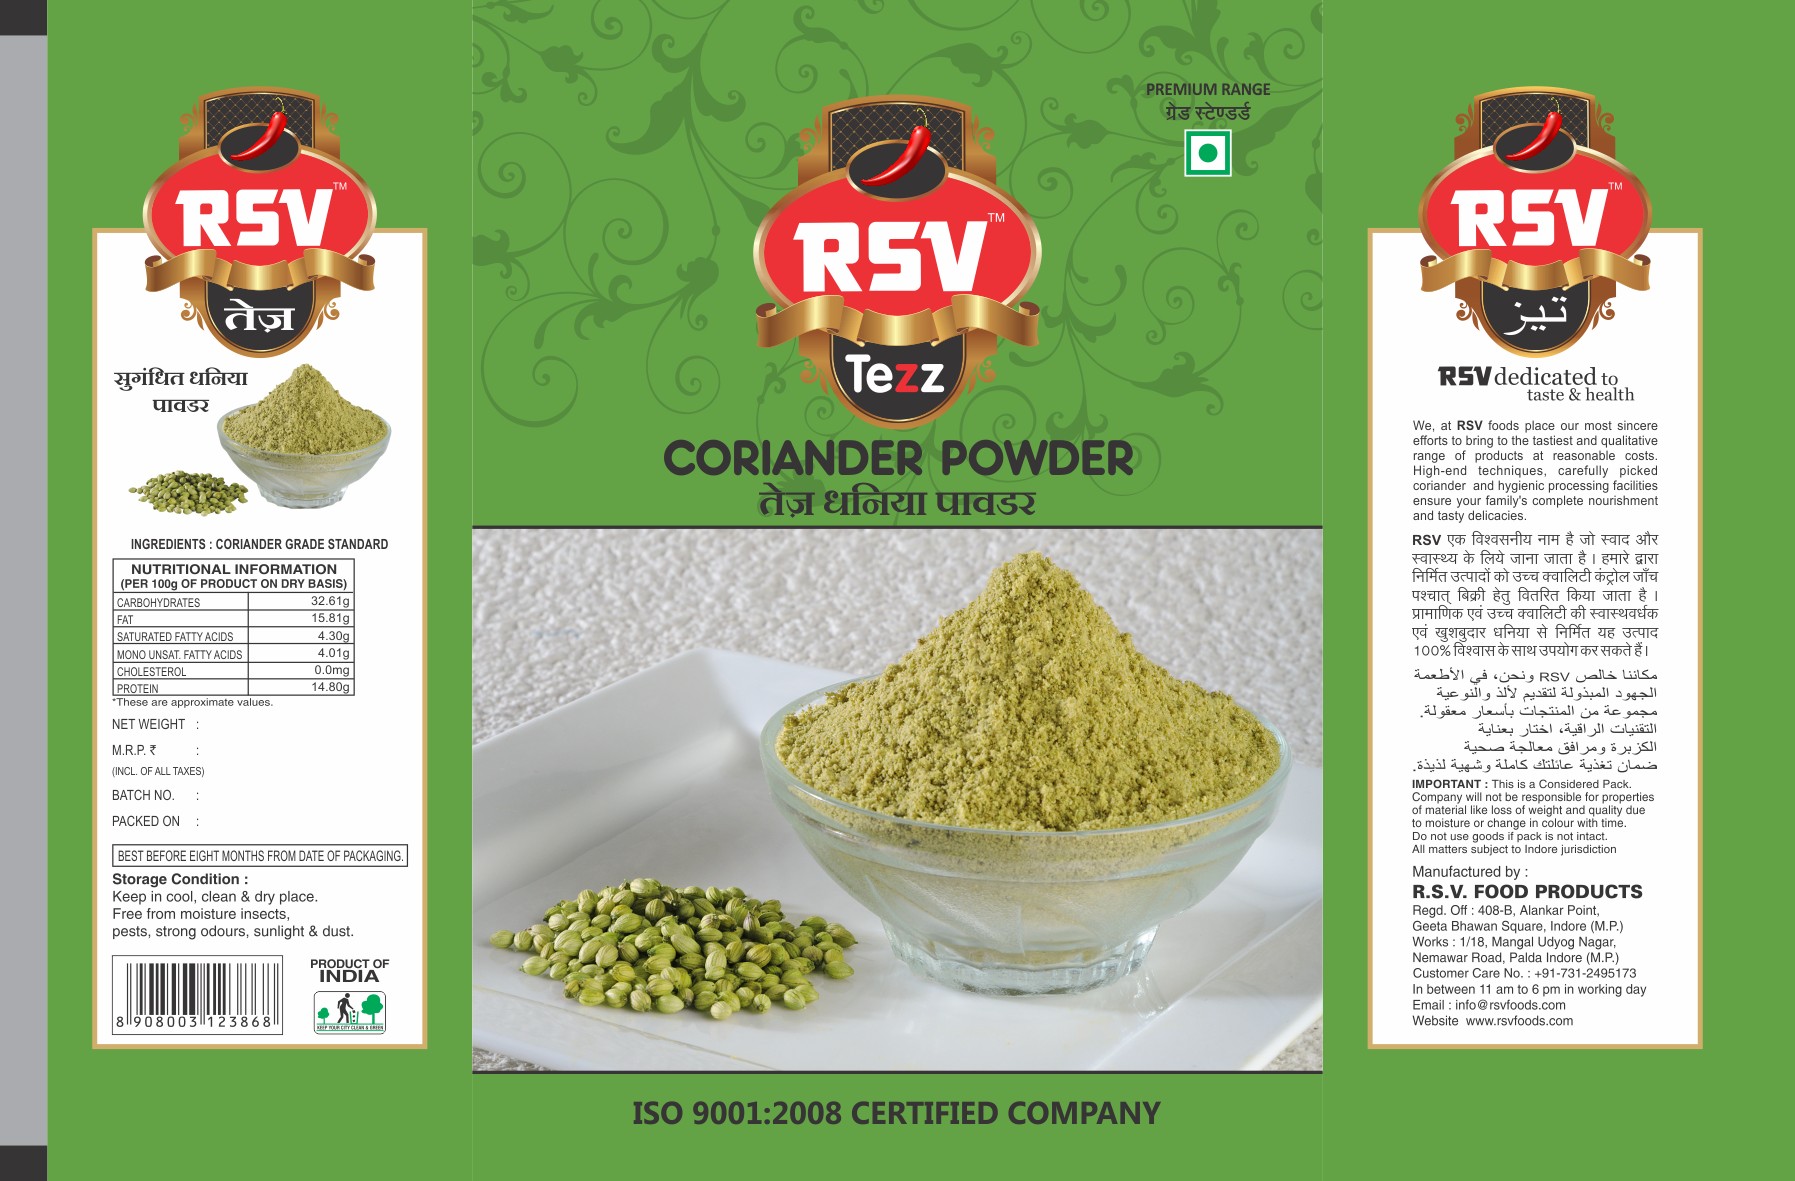 RSV™
तेज़
सुगंधित धनिया
पावडर
INGREDIENTS : CORIANDER GRADE STANDARD
NUTRITIONAL INFORMATION
(PER 100g OF PRODUCT ON DRY BASIS)
CARBOHYDRATES 32.61g
FAT 15.81g
SATURATED FATTY ACIDS 4.30g
MONO UNSAT. FATTY ACIDS 4.01g
CHOLESTEROL 0.0mg
PROTEIN 14.80g
*These are approximate values.
NET WEIGHT :
M.R.P. ₹ :
(INCL. OF ALL TAXES)
BATCH NO. :
PACKED ON :
BEST BEFORE EIGHT MONTHS FROM DATE OF PACKAGING.
Storage Condition :
Keep in cool, clean & dry place.
Free from moisture insects,
pests, strong odours, sunlight & dust.
8 908003 123868
PRODUCT OF
INDIA
KEEP YOUR CITY CLEAN & GREEN
PREMIUM RANGE
ग्रेड स्टेण्डर्ड
RSV™
Tezz
CORIANDER POWDER
तेज़ धनिया पावडर
ISO 9001:2008 CERTIFIED COMPANY
RSV™
تيز
RSV dedicated to
taste & health
We, at RSV foods place our most sincere
efforts to bring to the tastiest and qualitative
range of products at reasonable costs.
High-end techniques, carefully picked
coriander and hygienic processing facilities
ensure your family's complete nourishment
and tasty delicacies.
RSV एक विश्वसनीय नाम है जो स्वाद और
स्वास्थ्य के लिये जाना जाता है । हमारे द्वारा
निर्मित उत्पादों को उच्च क्वालिटी कंट्रोल जाँच
पश्चात् बिक्री हेतु वितरित किया जाता है ।
प्रामाणिक एवं उच्च क्वालिटी की स्वास्थवर्धक
एवं खुशबुदार धनिया से निर्मित यह उत्पाद
100% विश्वास के साथ उपयोग कर सकते हैं।
مكاننا خالص RSV ونحن، في الأطعمة
الجهود المبذولة لتقديم لألذ والنوعية
مجموعة من المنتجات بأسعار معقولة.
التقنيات الراقية، اختار بعناية
الكزبرة ومرافق معالجة صحية
ضمان تغذية عائلتك كاملة وشهية لذيذة.
IMPORTANT : This is a Considered Pack.
Company will not be responsible for properties
of material like loss of weight and quality due
to moisture or change in colour with time.
Do not use goods if pack is not intact.
All matters subject to Indore jurisdiction
Manufactured by :
R.S.V. FOOD PRODUCTS
Regd. Off : 408-B, Alankar Point,
Geeta Bhawan Square, Indore (M.P.)
Works : 1/18, Mangal Udyog Nagar,
Nemawar Road, Palda Indore (M.P.)
Customer Care No. : +91-731-2495173
In between 11 am to 6 pm in working day
Email : info@rsvfoods.com
Website www.rsvfoods.com